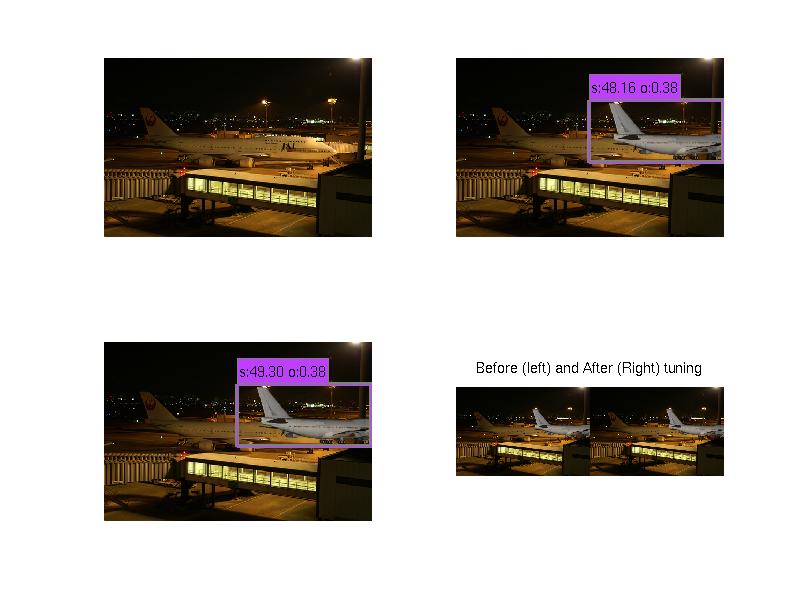 s:48.16 o:0.38
s:49.30 o:0.38
Before (left) and After (Right) tuning